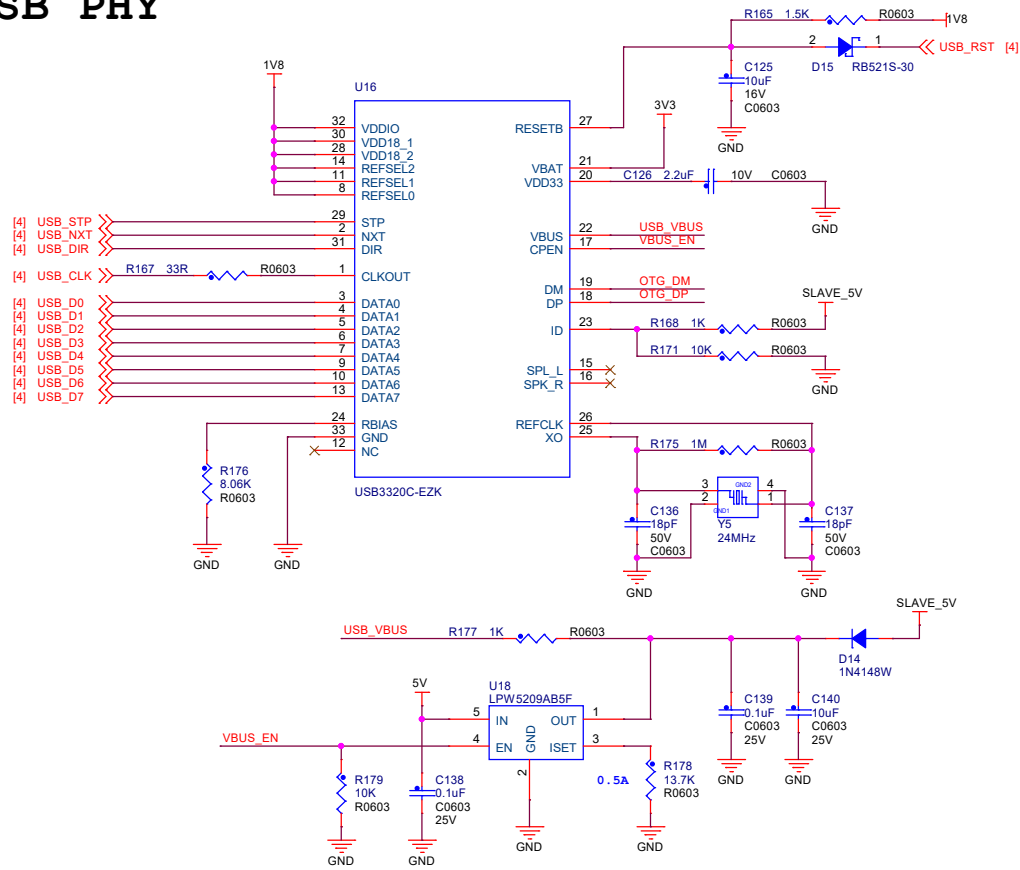 SB PHY
R165 1.5K R0603 1V8
2 1 USB_RST [4]
D15 RB521S-30
C125
10uF
16V
C0603
GND
1V8
U16
3V3
32 VDDIO
30 VDD18_1
28 VDD18_2
14 REFSEL2
11 REFSEL1
8 REFSEL0
[4] USB_STP 29 STP
[4] USB_NXT 2 NXT
[4] USB_DIR 31 DIR
[4] USB_CLK R167 33R R0603 1 CLKOUT
[4] USB_D0 3 DATA0
[4] USB_D1 4 DATA1
[4] USB_D2 5 DATA2
[4] USB_D3 6 DATA3
[4] USB_D4 7 DATA4
[4] USB_D5 9 DATA5
[4] USB_D6 10 DATA6
[4] USB_D7 13 DATA7
24 RBIAS
33 GND
12 NC
RESETB 27
VBAT 21
VDD33 20 C126 2.2uF 10V C0603
GND
VBUS 22 USB_VBUS
CPEN 17 VBUS_EN
DM 19 OTG_DM
DP 18 OTG_DP
SLAVE_5V
ID 23 R168 1K R0603
R171 10K R0603
GND
SPL_L 15
SPK_R 16
REFCLK 26
XO 25
R175 1M R0603
R176
8.06K
R0603
GND
GND
USB3320C-EZK
3 GND2 4
2 GND1 1
Y5
24MHz
C136
18pF
50V
C0603
GND
C137
18pF
50V
C0603
GND
SLAVE_5V
USB_VBUS R177 1K R0603
D14
1N4148W
5V
U18
LPW5209AB5F
5 IN OUT 1
4 EN GND ISET 3
2
VBUS_EN
R179
10K
R0603
GND
C138
0.1uF
C0603
25V
GND
GND
0.5A
R178
13.7K
R0603
GND
C139
0.1uF
C0603
25V
GND
C140
10uF
C0603
25V
GND